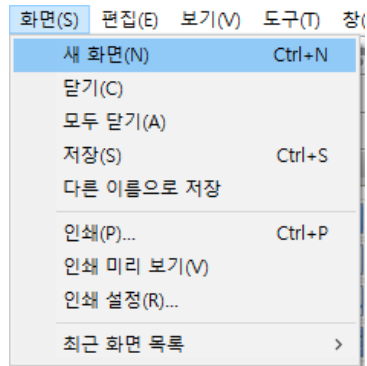 화면(S) 편집(E) 보기(V) 도구(T) 창(
새 화면(N) Ctrl+N
닫기(C)
모두 닫기(A)
저장(S) Ctrl+S
다른 이름으로 저장
인쇄(P)... Ctrl+P
인쇄 미리 보기(V)
인쇄 설정(R)...
최근 화면 목록